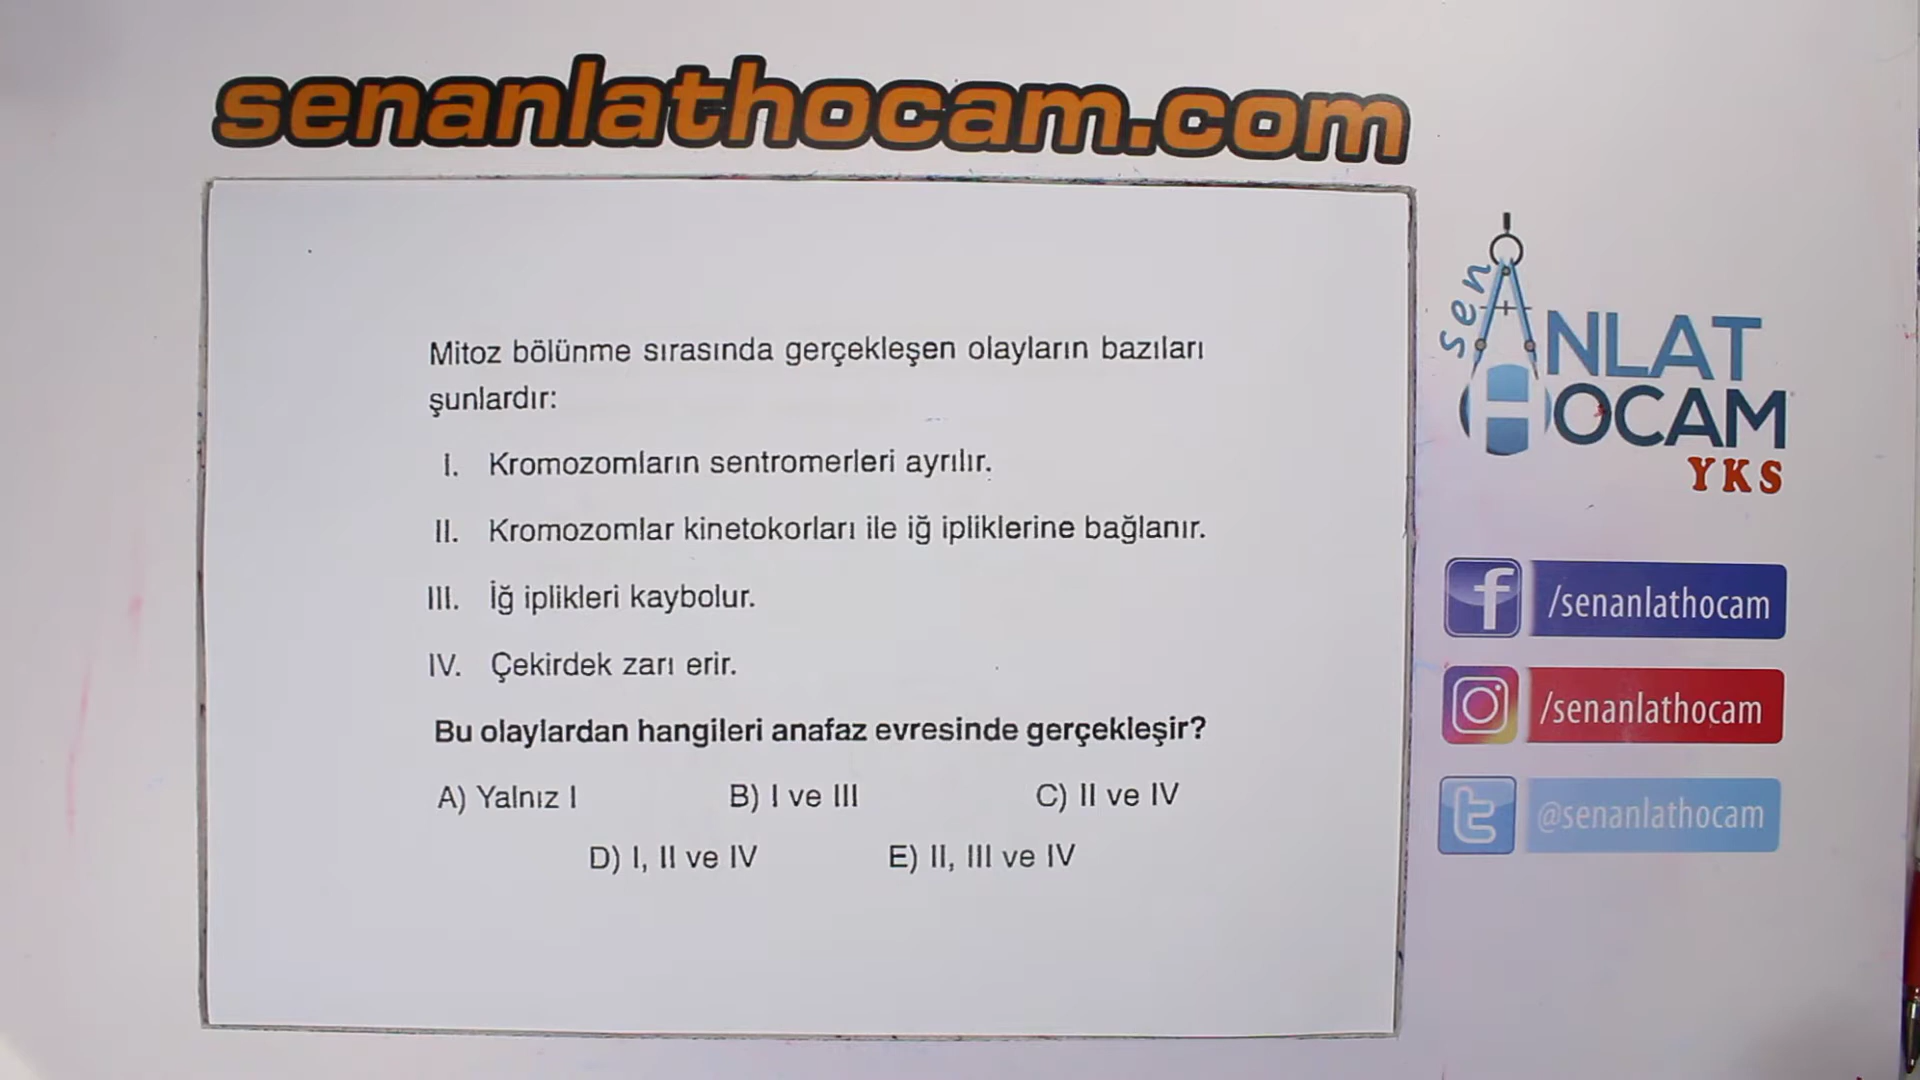 senanlathocam.com
Mitoz bölünme sırasında gerçekleşen olayların bazıları
şunlardır:
I. Kromozomların sentromerleri ayrılır.
II. Kromozomlar kinetokorları ile iğ ipliklerine bağlanır.
III. İğ iplikleri kaybolur.
IV. Çekirdek zarı erir.
Bu olaylardan hangileri anafaz evresinde gerçekleşir?
A) Yalnız I B) I ve III C) II ve IV
D) I, II ve IV E) II, III ve IV
sen
ANLAT
HOCAM
YKS
/senanlathocam
/senanlathocam
@senanlathocam